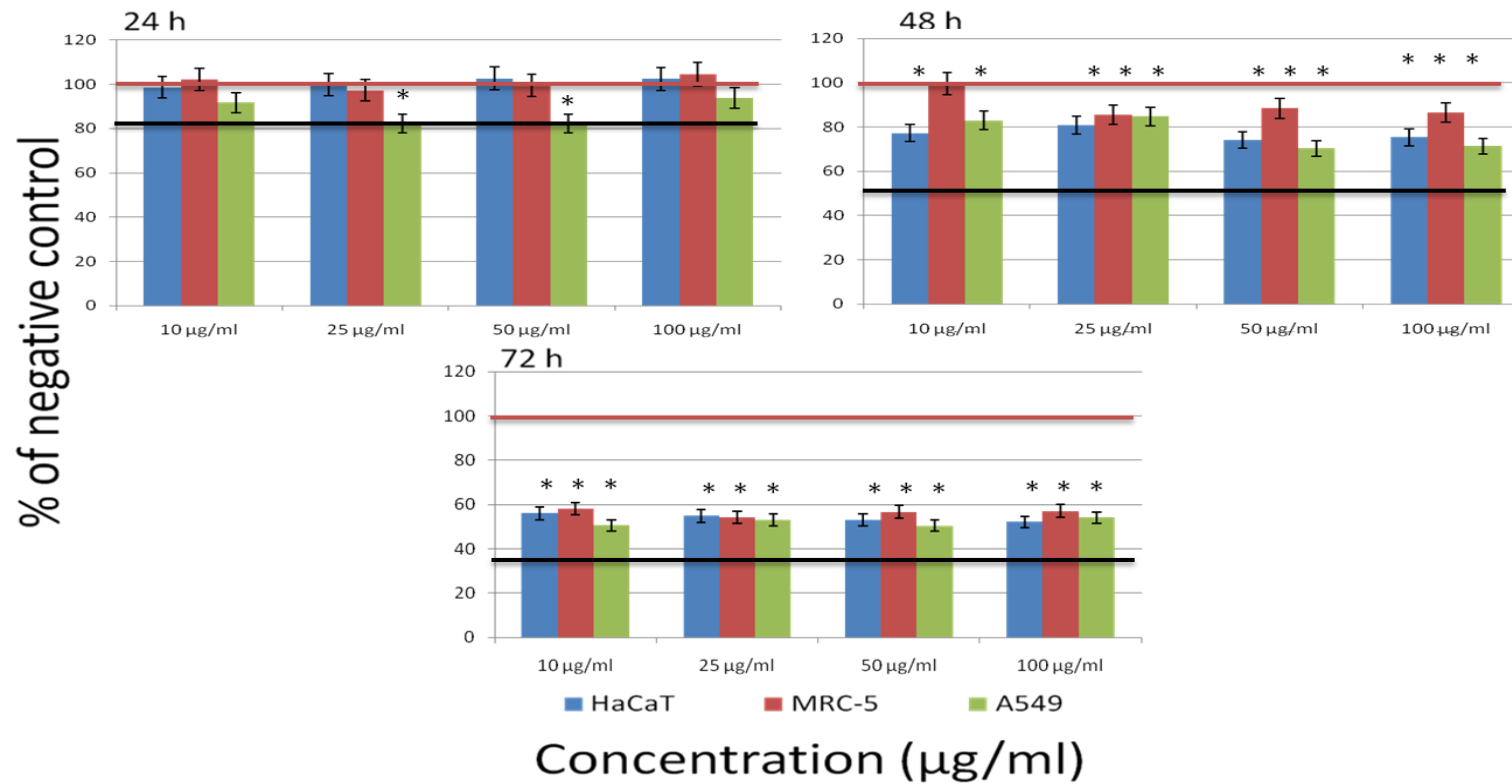 24 h
120
100
80
60
40
20
0
* *
10 µg/ml 25 µg/ml 50 µg/ml 100 µg/ml
48 h
120
100
80
60
40
20
0
* * * * * * * * * * *
10 µg/ml 25 µg/ml 50 µg/ml 100 µg/ml
% of negative control
72 h
120
100
80
60
40
20
0
* * * * * * * * * * * *
10 µg/ml 25 µg/ml 50 µg/ml 100 µg/ml
HaCaT MRC-5 A549
Concentration (µg/ml)